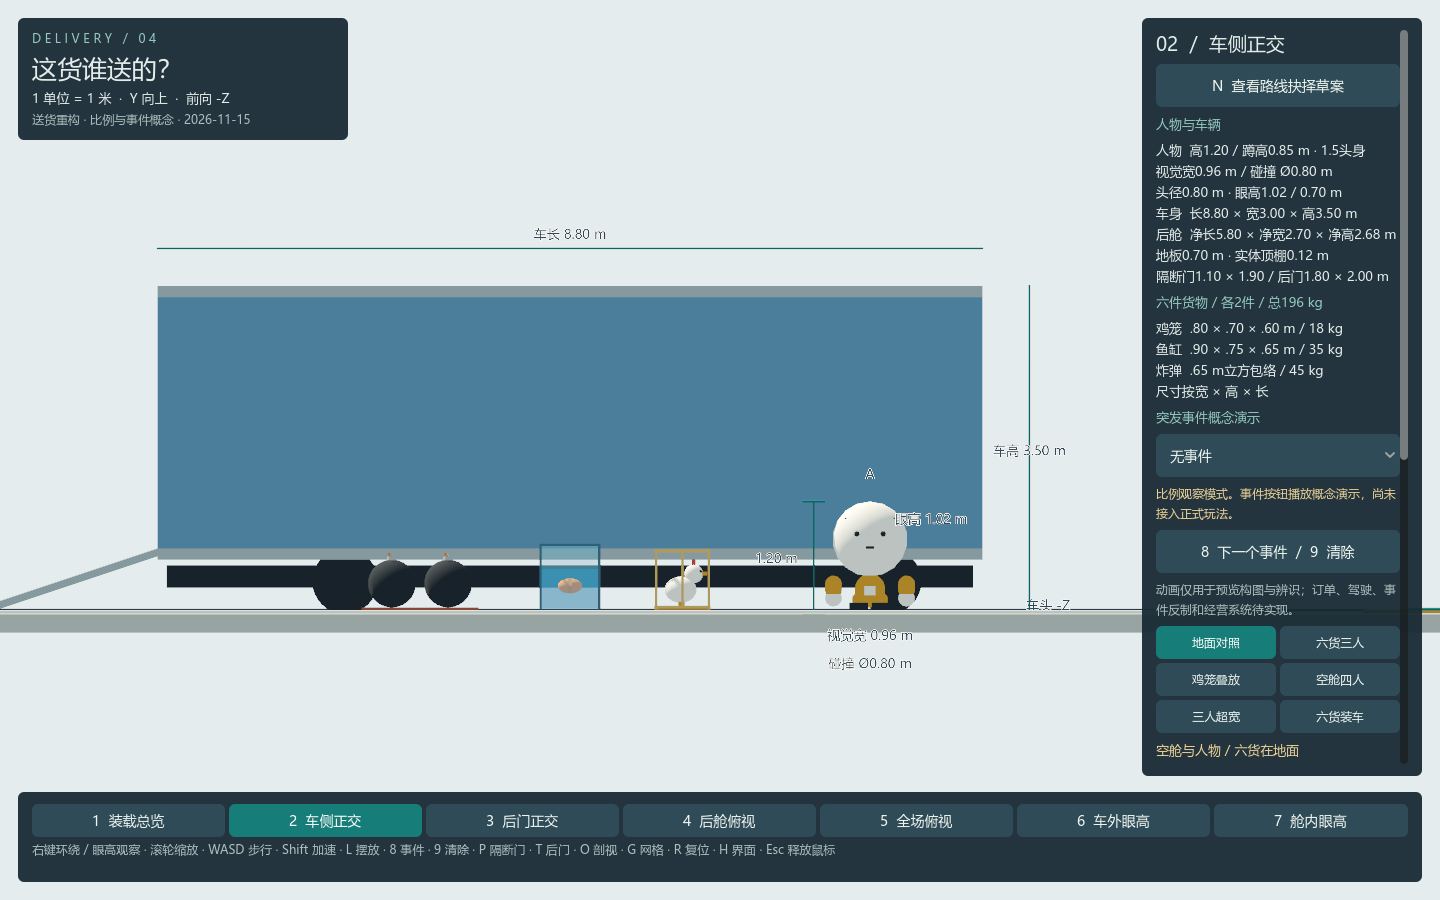 DELIVERY / 04
这货谁送的？
1 单位 = 1 米 · Y 向上 · 前向 -Z
送货重构 · 比例与事件概念 · 2026-11-15
02 / 车侧正交
N 查看路线抉择草案
人物与车辆
人物 高1.20 / 蹲高0.85 m · 1.5头身
视觉宽0.96 m / 碰撞 Ø0.80 m
头径0.80 m · 眼高1.02 / 0.70 m
车身 长8.80 × 宽3.00 × 高3.50 m
后舱 净长5.80 × 净宽2.70 × 净高2.68 m
地板0.70 m · 实体顶棚0.12 m
隔断门1.10 × 1.90 / 后门1.80 × 2.00 m
六件货物 / 各2件 / 总196 kg
鸡笼 .80 × .70 × .60 m / 18 kg
鱼缸 .90 × .75 × .65 m / 35 kg
炸弹 .65 m立方包络 / 45 kg
尺寸按宽 × 高 × 长
突发事件概念演示
无事件
比例观察模式。事件按钮播放概念演示，尚未
接入正式玩法。
8 下一个事件 / 9 清除
动画仅用于预览构图与辨识；订单、驾驶、事
件反制和经营系统待实现。
地面对照
六货三人
鸡笼叠放
空舱四人
三人超宽
六货装车
空舱与人物 / 六货在地面
车长 8.80 m
车高 3.50 m
A
眼高 1.02 m
1.20 m
车头 -Z
视觉宽 0.96 m
碰撞 Ø0.80 m
1 装载总览
2 车侧正交
3 后门正交
4 后舱俯视
5 全场俯视
6 车外眼高
7 舱内眼高
右键环绕 / 眼高观察 · 滚轮缩放 · WASD 步行 · Shift 加速 · L 摆放 · 8 事件 · 9 清除 · P 隔断门 · T 后门 · O 剖视 · G 网格 · R 复位 · H 界面 · Esc 释放鼠标